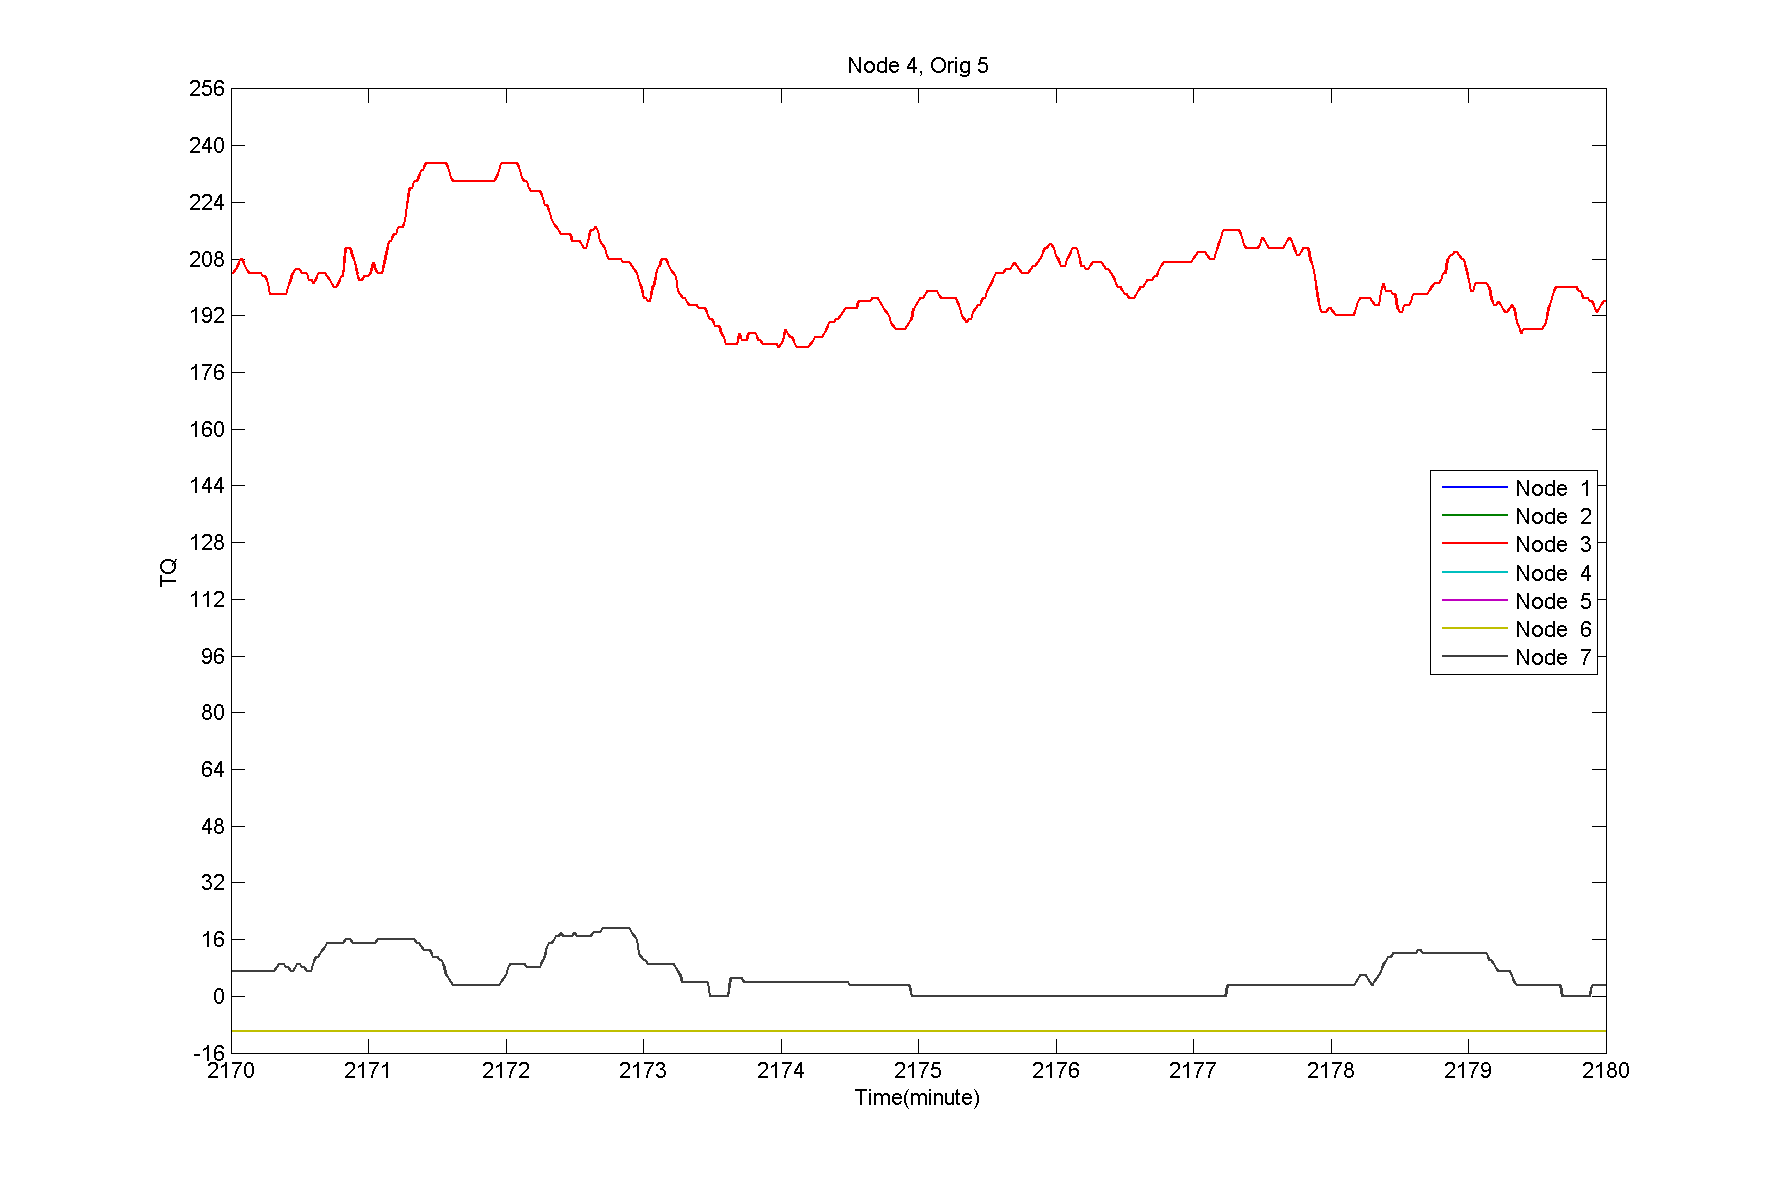 Node 4, Orig 5
256
240
224
208
192
176
160
144
128
112
96
80
64
48
32
16
0
-16
TQ
Node 1
Node 2
Node 3
Node 4
Node 5
Node 6
Node 7
2170 2171 2172 2173 2174 2175 2176 2177 2178 2179 2180
Time(minute)